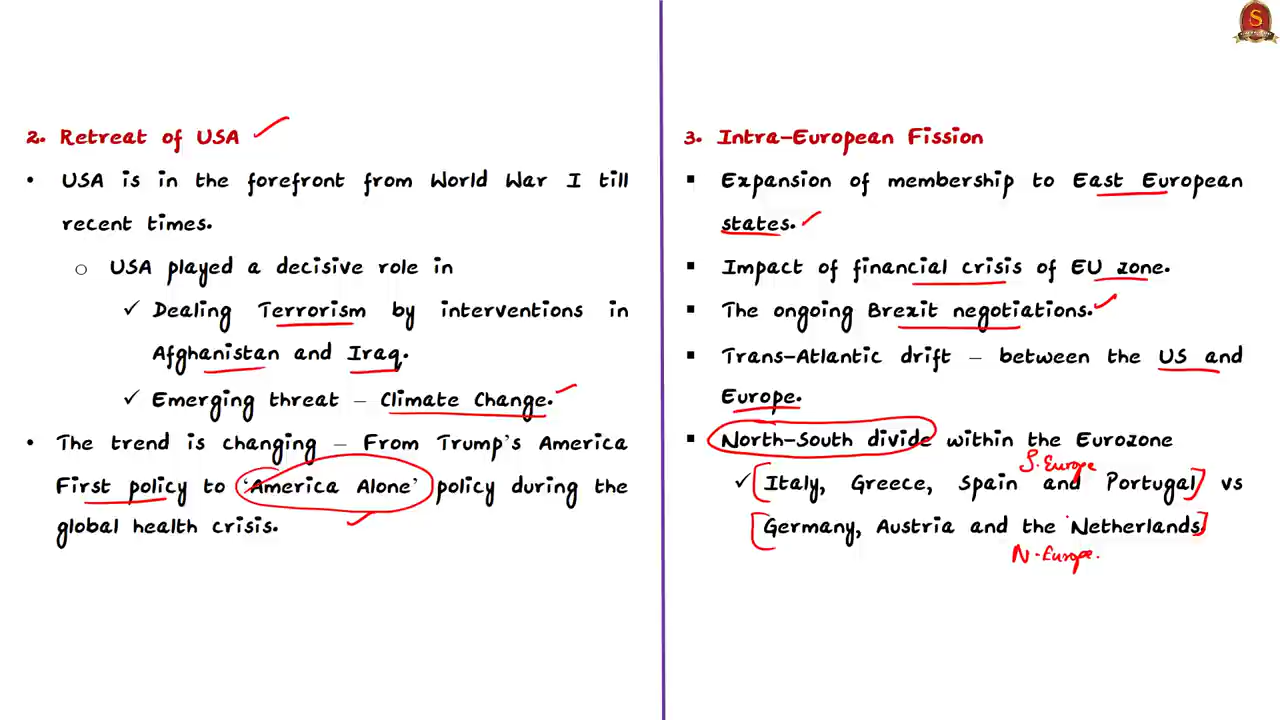 2. Retreat of USA
• USA is in the forefront from World War I till
recent times.
o USA played a decisive role in
✓ Dealing Terrorism by interventions in
Afghanistan and Iraq.
✓ Emerging threat – Climate Change.
• The trend is changing – From Trump's America
First policy to 'America Alone' policy during the
global health crisis.
3. Intra-European Fission
▪ Expansion of membership to East European
states.
▪ Impact of financial crisis of EU zone.
▪ The ongoing Brexit negotiations.
▪ Trans-Atlantic drift – between the US and
Europe.
▪ North-South divide within the Eurozone
S. Europe
✓ [Italy, Greece, Spain and Portugal] vs
[Germany, Austria and the Netherlands]
N. Europe.
S